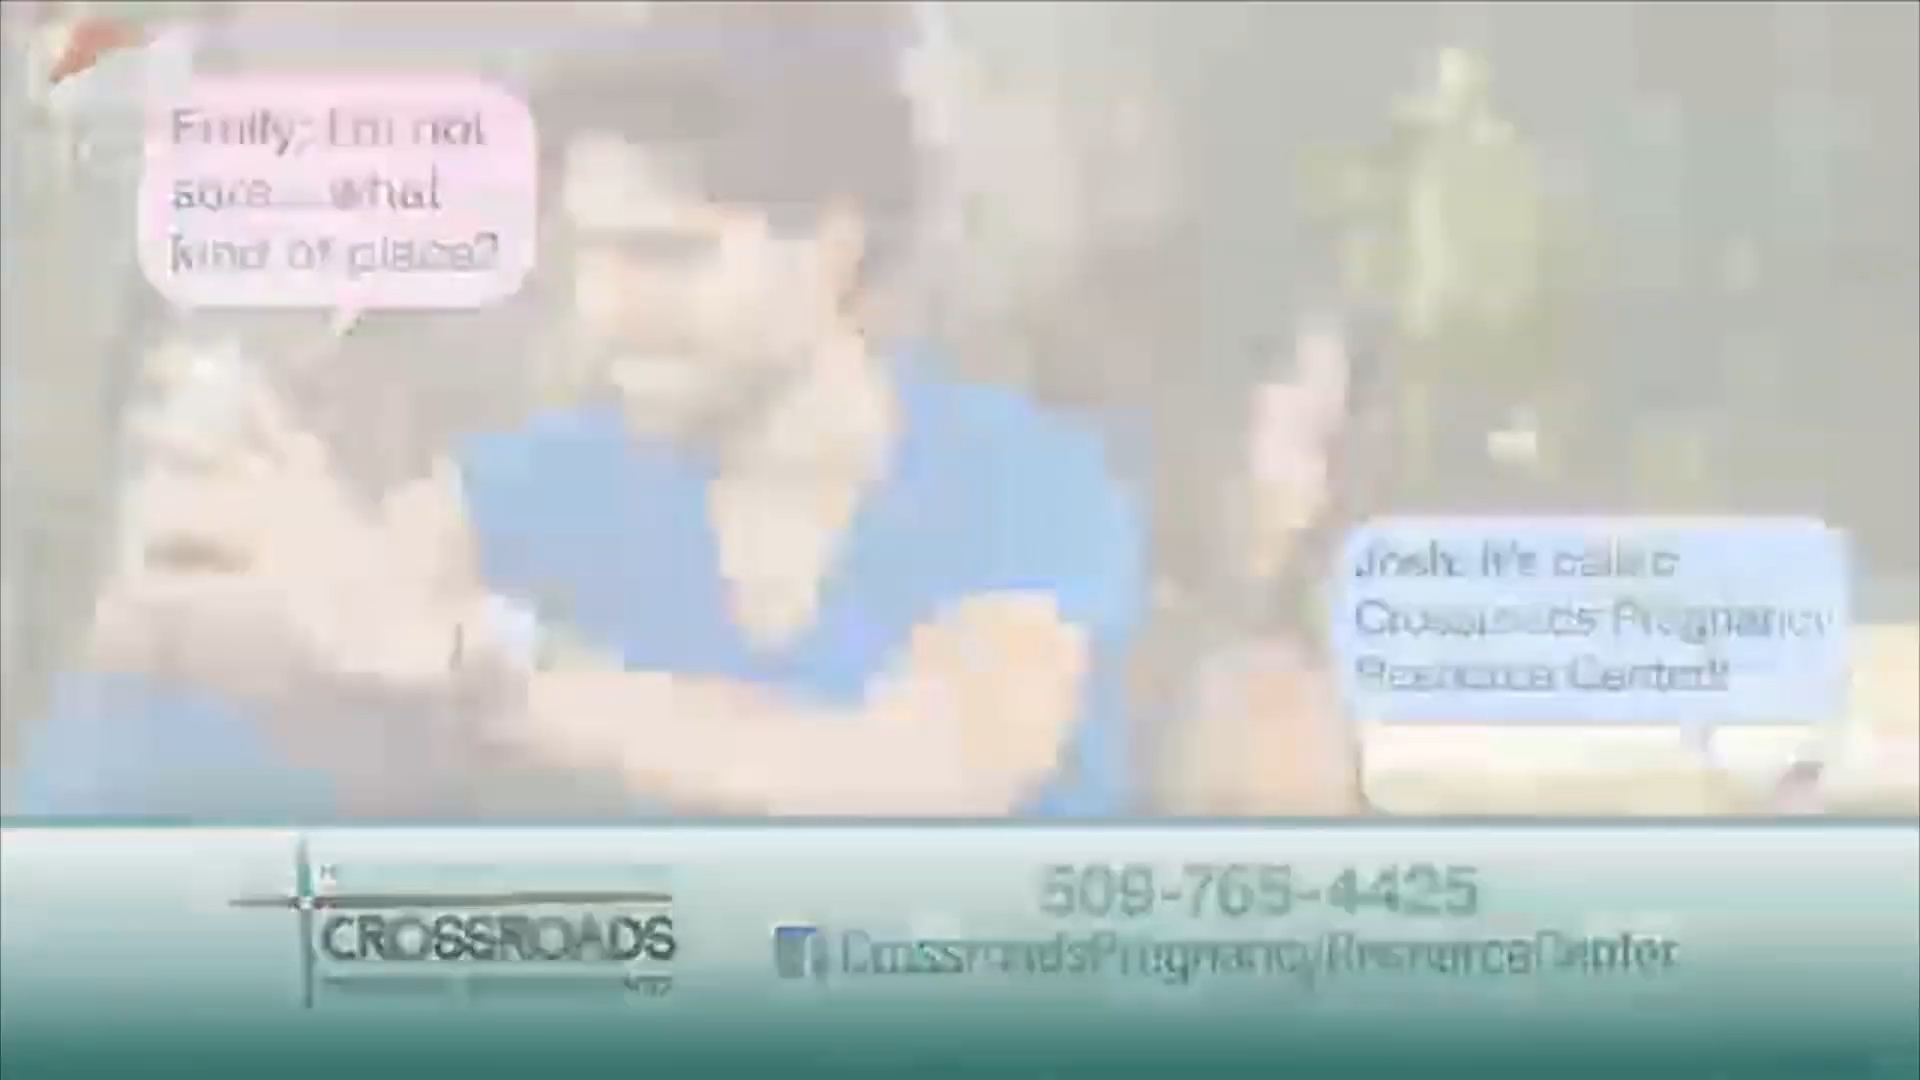 Emily: I'm not
sure.... what
kind of place?
Josh: It's called
Crossroads Pregnancy
Resource Center!!
CROSSROADS
509-765-4425
CrossroadsPregnancyResourceCenter